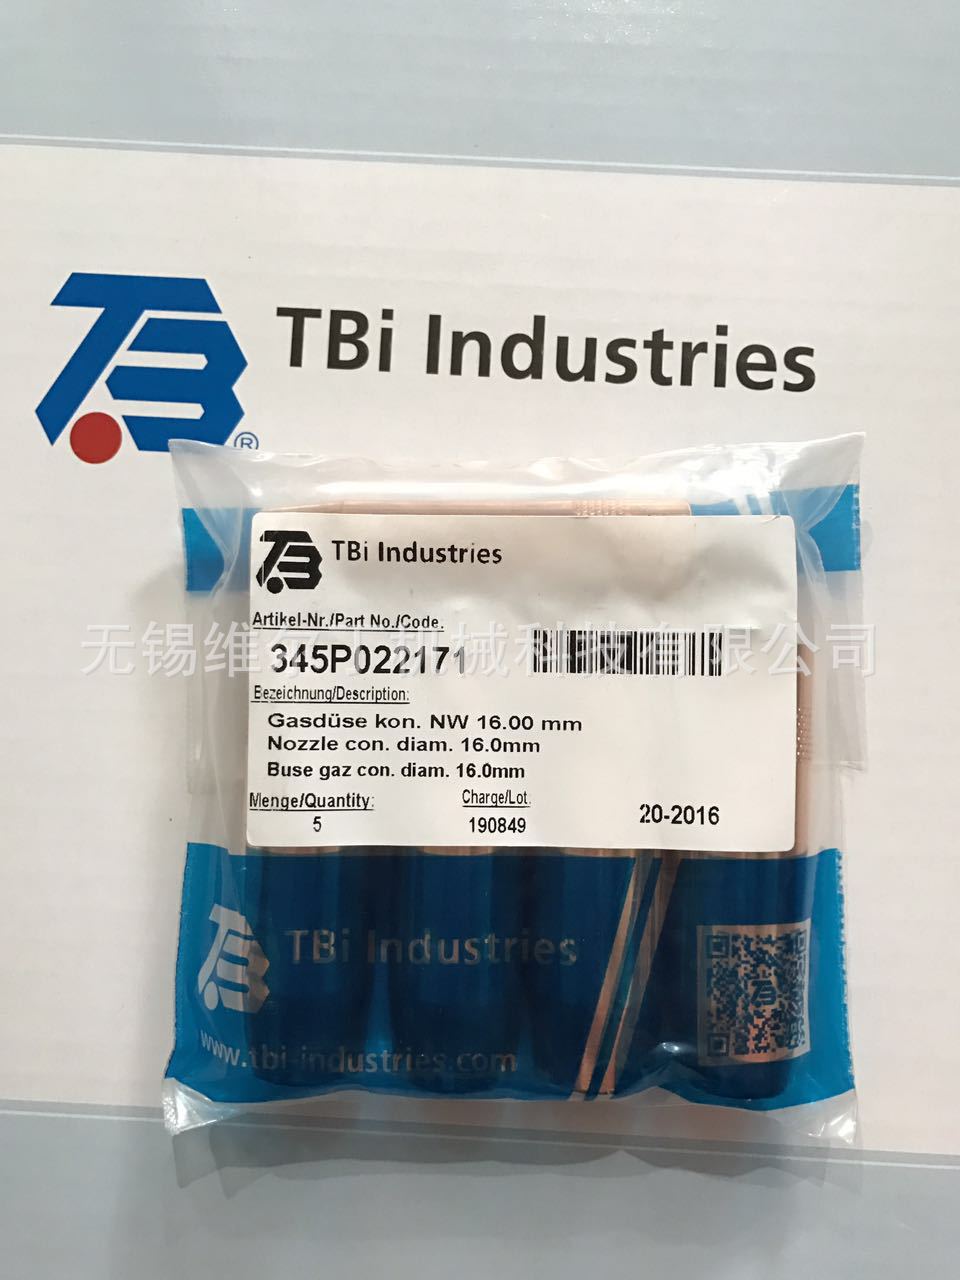 TBi Industries
®
TBi Industries
Artikel-Nr./Part No./Code.
345P022171
Bezeichnung/Description:
Gasdüse kon. NW 16.00 mm
Nozzle con. diam. 16.0mm
Buse gaz con. diam. 16.0mm
Menge/Quantity: Charge/Lot.
5 190849 20-2016
TBi Industries
www.tbi-industries.com
无锡维尔 机械科技有限公司